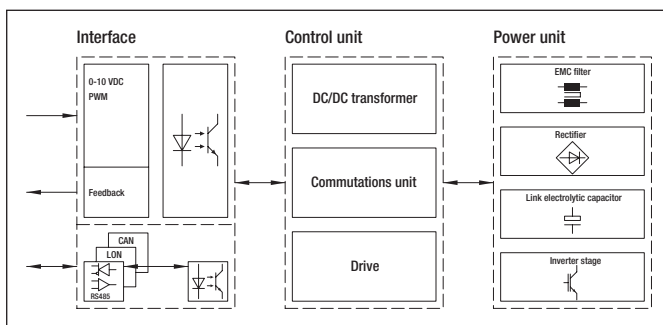 Interface
Control unit
Power unit
0-10 VDC
PWM
Feedback
CAN
LON
RS485
DC/DC transformer
Commutations unit
Drive
EMC filter
Rectifier
Link electrolytic capacitor
Inverter stage